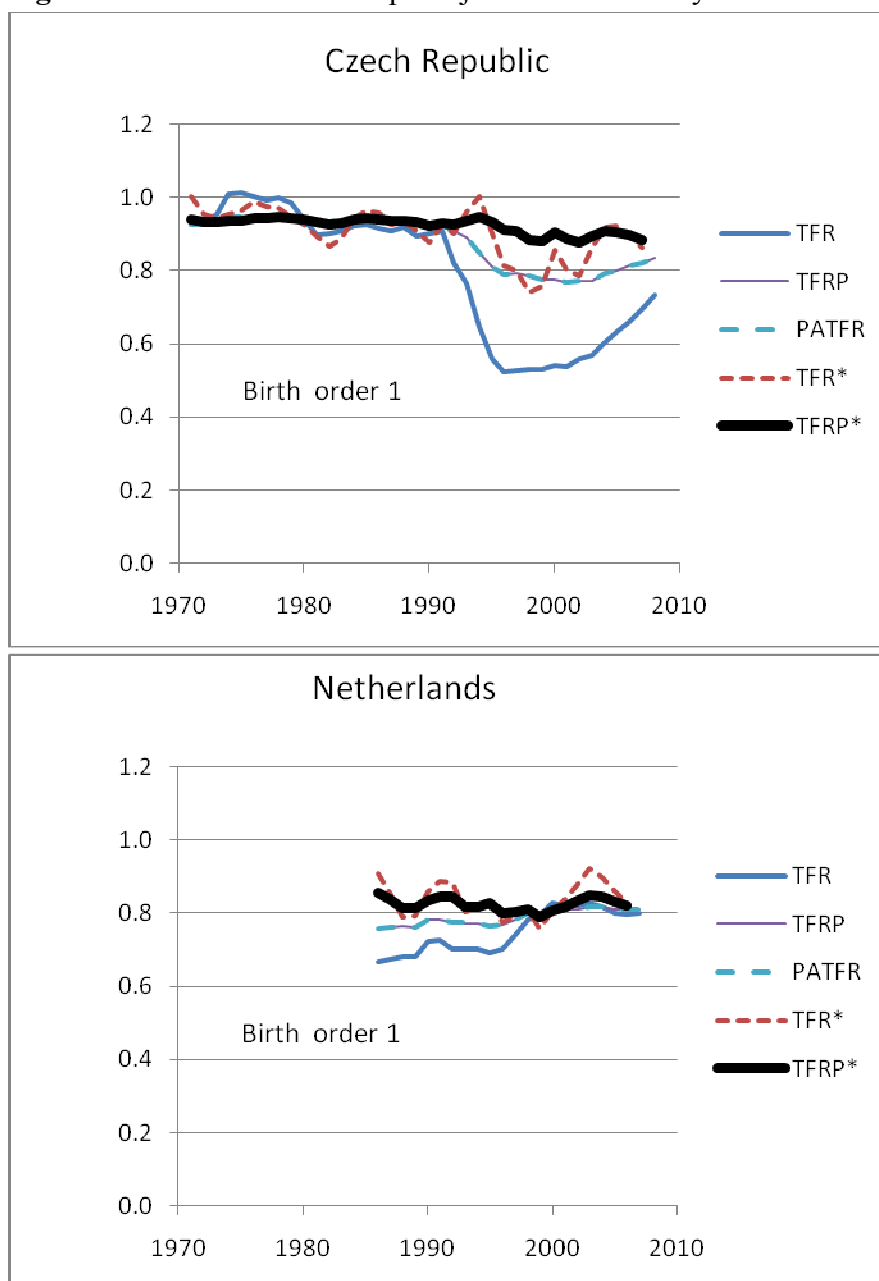 Czech Republic
1.2
1.0
0.8
0.6
0.4
0.2
0.0
1970 1980 1990 2000 2010
Birth order 1
TFR
TFRP
PATFR
TFR*
TFRP*
Netherlands
1.2
1.0
0.8
0.6
0.4
0.2
0.0
1970 1980 1990 2000 2010
Birth order 1
TFR
TFRP
PATFR
TFR*
TFRP*